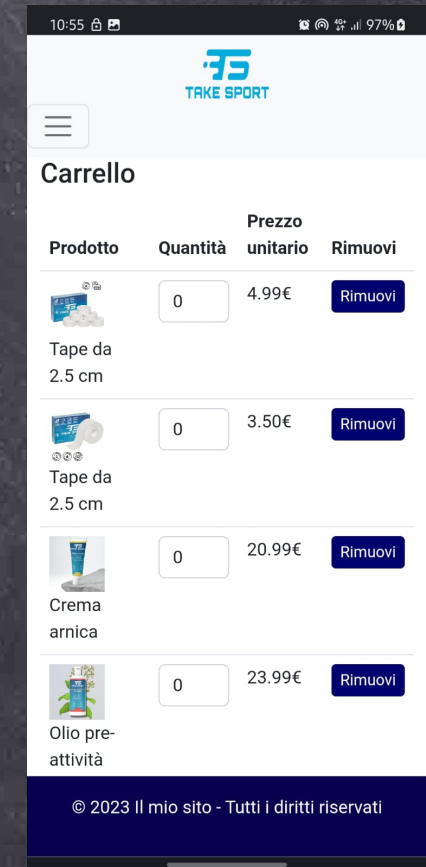 10:55 97%
TAKE SPORT
Carrello
Prodotto Quantità Prezzo unitario Rimuovi
0 4.99€ Rimuovi
Tape da
2.5 cm
0 3.50€ Rimuovi
Tape da
2.5 cm
0 20.99€ Rimuovi
Crema
arnica
0 23.99€ Rimuovi
Olio pre-
attività
© 2023 Il mio sito - Tutti i diritti riservati